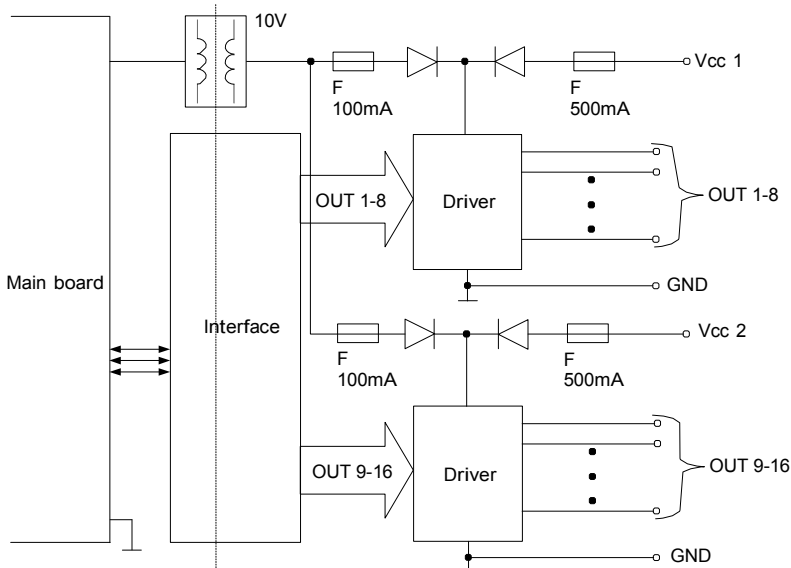 10V
Vcc 1
F
100mA
F
500mA
OUT 1-8
Driver
OUT 1-8
GND
Main board
Interface
Vcc 2
F
100mA
F
500mA
OUT 9-16
Driver
OUT 9-16
GND